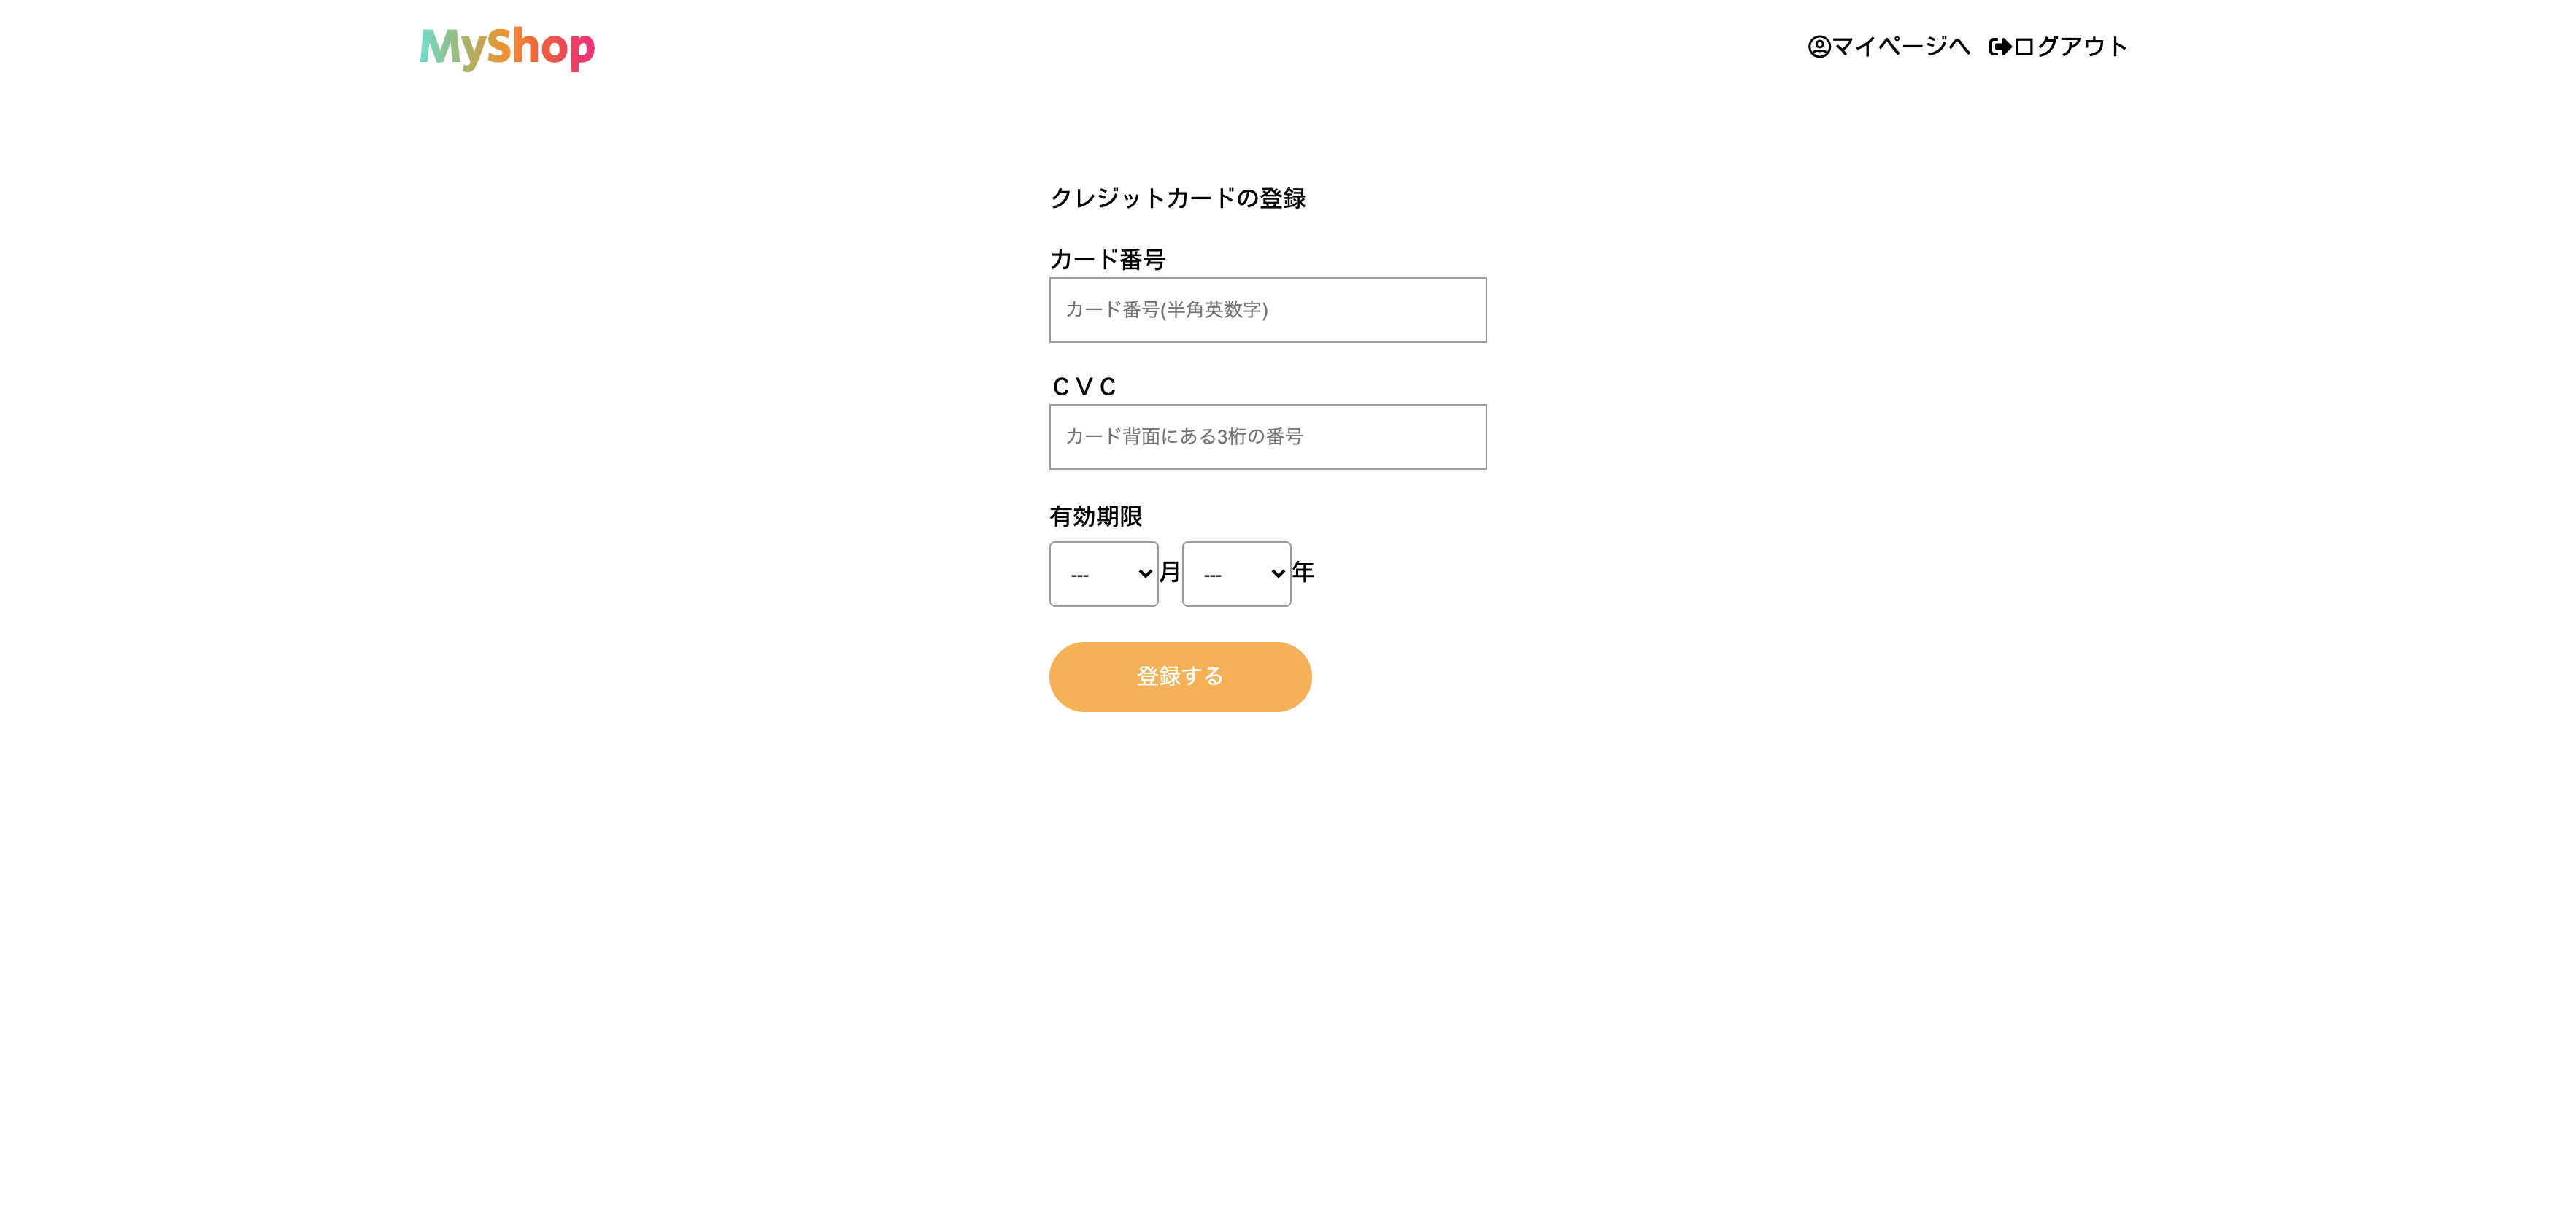 MyShop
マイページへ ログアウト
クレジットカードの登録
カード番号
カード番号(半角英数字)
ＣＶＣ
カード背面にある3桁の番号
有効期限
--- 月 --- 年
登録する